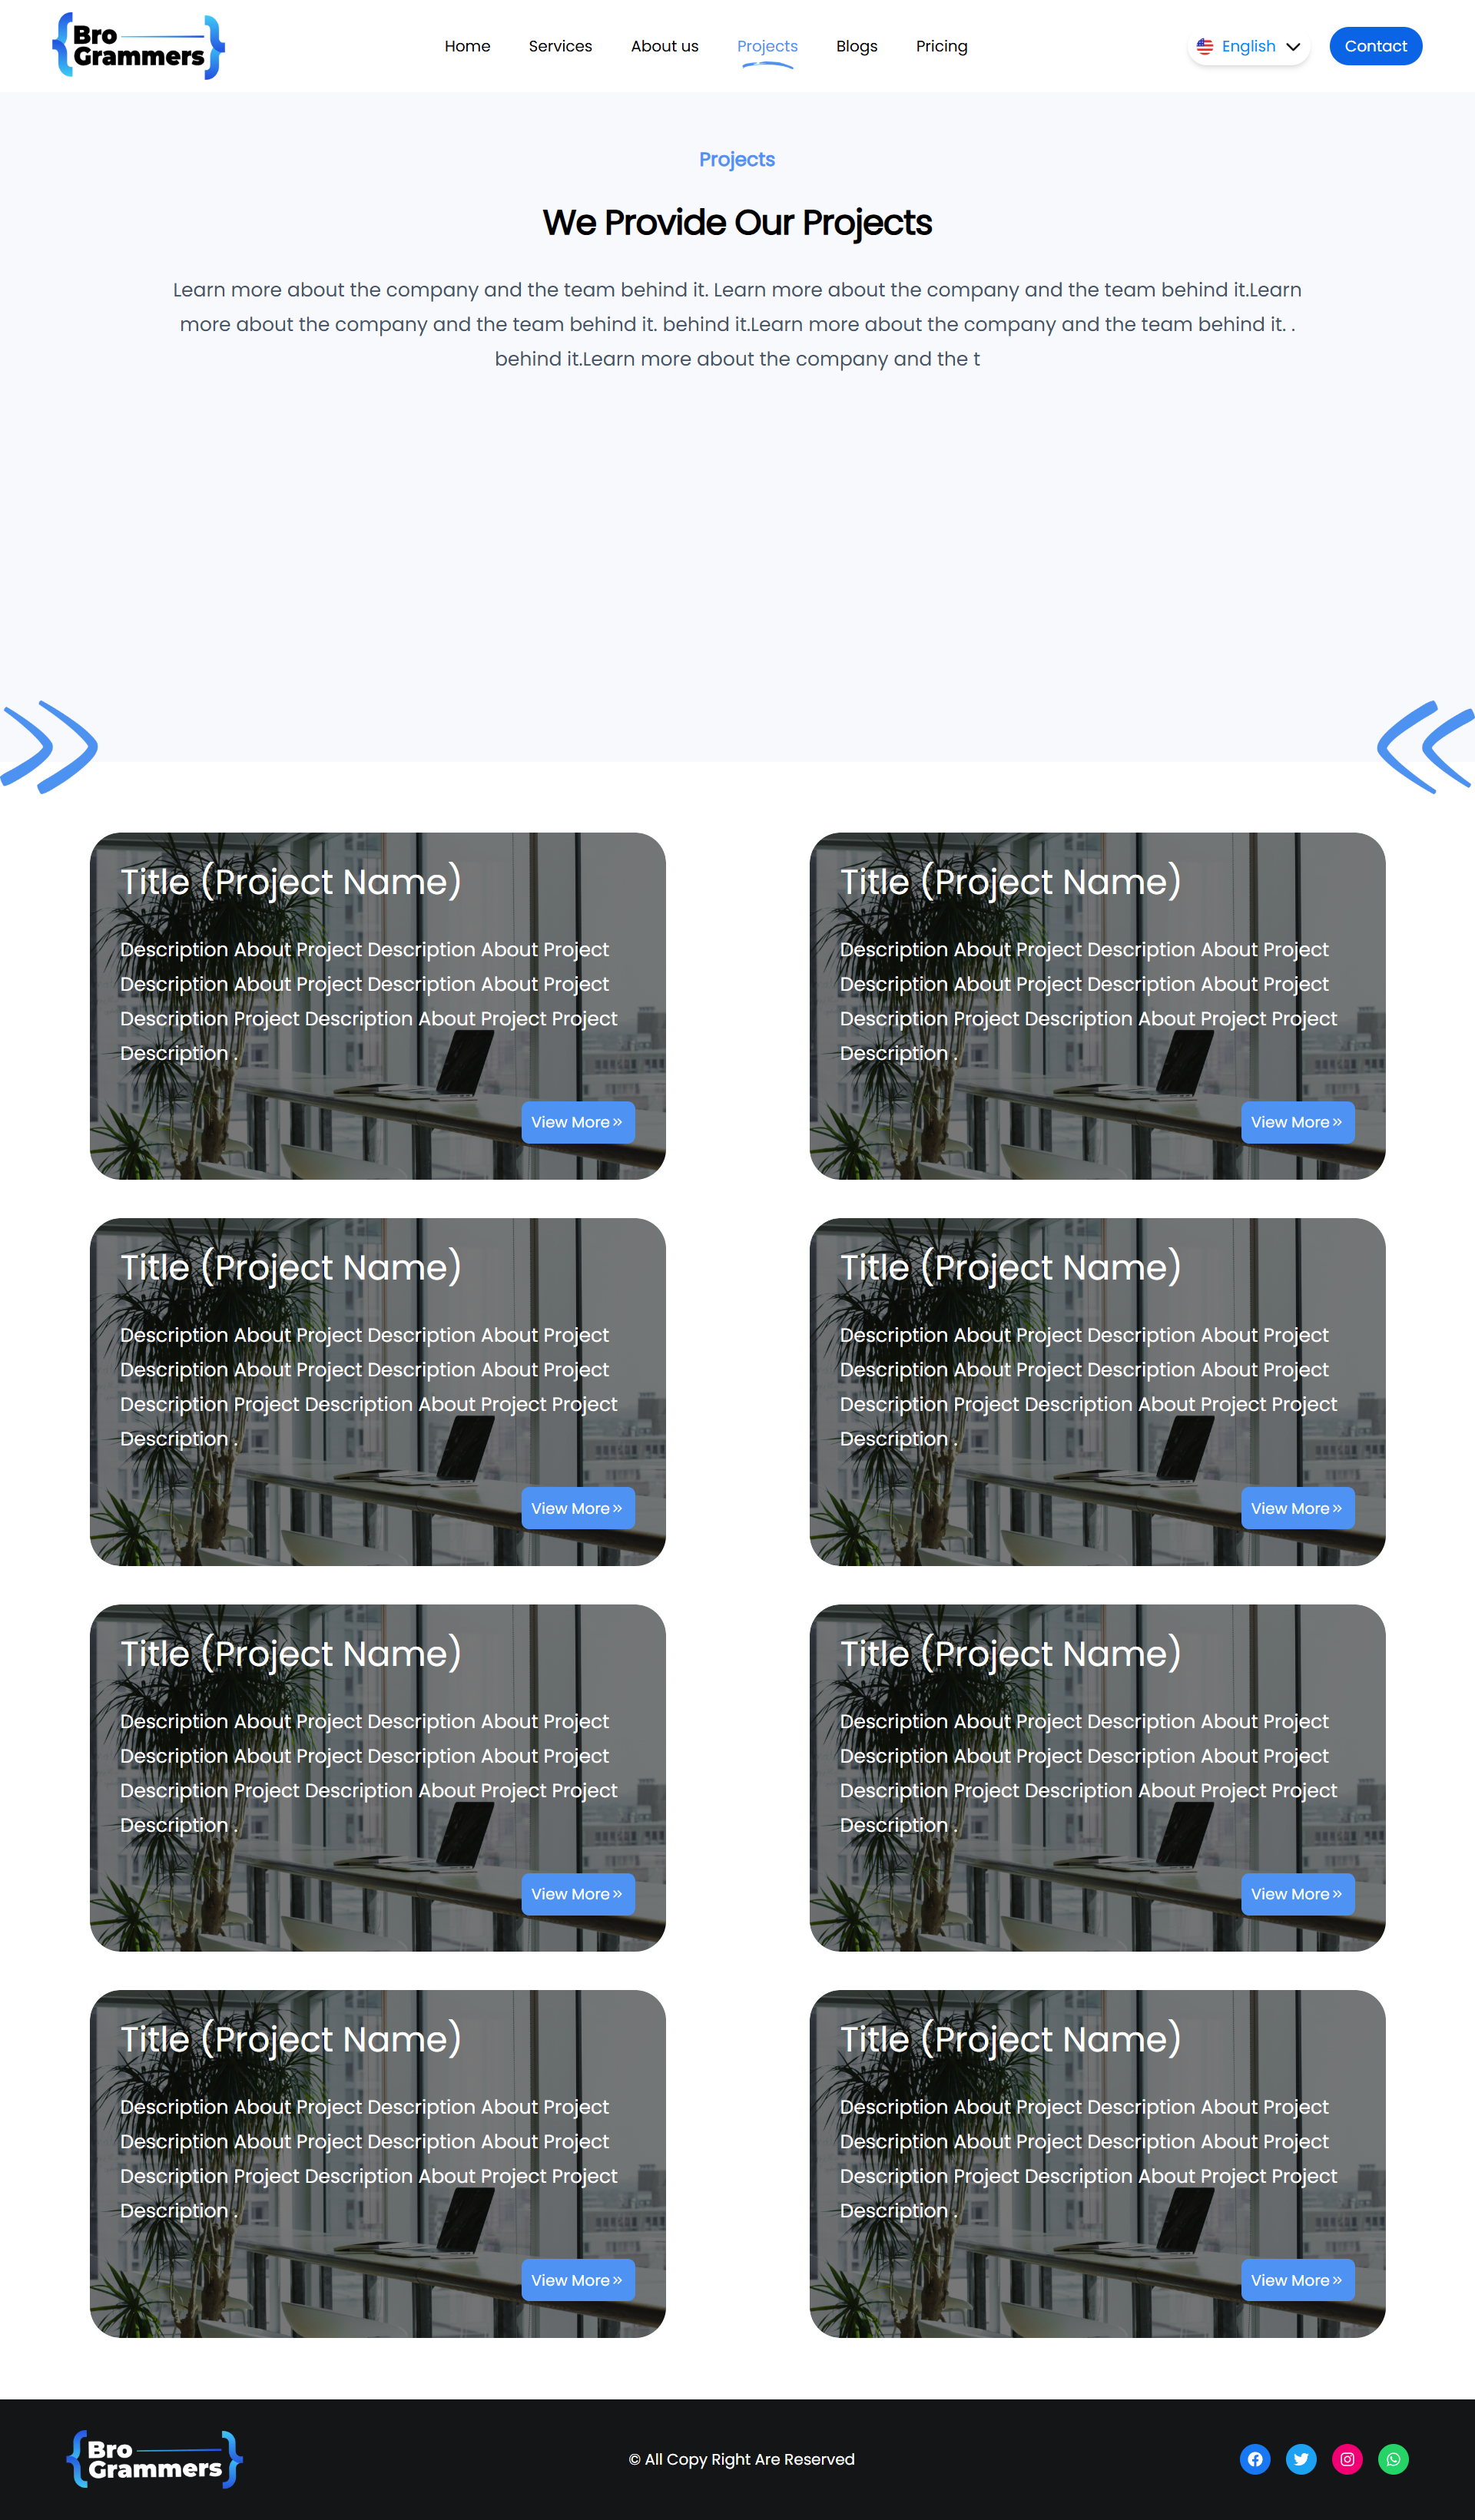 Bro
Grammers
Home Services About us Projects Blogs Pricing
English
Contact
Projects
We Provide Our Projects
Learn more about the company and the team behind it. Learn more about the company and the team behind it.Learn
more about the company and the team behind it. behind it.Learn more about the company and the team behind it. .
behind it.Learn more about the company and the t
Title (Project Name)
Description About Project Description About Project
Description About Project Description About Project
Description Project Description About Project Project
Description .
View More»
Title (Project Name)
Description About Project Description About Project
Description About Project Description About Project
Description Project Description About Project Project
Description .
View More»
Title (Project Name)
Description About Project Description About Project
Description About Project Description About Project
Description Project Description About Project Project
Description .
View More»
Title (Project Name)
Description About Project Description About Project
Description About Project Description About Project
Description Project Description About Project Project
Description .
View More»
Title (Project Name)
Description About Project Description About Project
Description About Project Description About Project
Description Project Description About Project Project
Description .
View More»
Title (Project Name)
Description About Project Description About Project
Description About Project Description About Project
Description Project Description About Project Project
Description .
View More»
Title (Project Name)
Description About Project Description About Project
Description About Project Description About Project
Description Project Description About Project Project
Description .
View More»
Title (Project Name)
Description About Project Description About Project
Description About Project Description About Project
Description Project Description About Project Project
Description .
View More»
Bro
Grammers
© All Copy Right Are Reserved